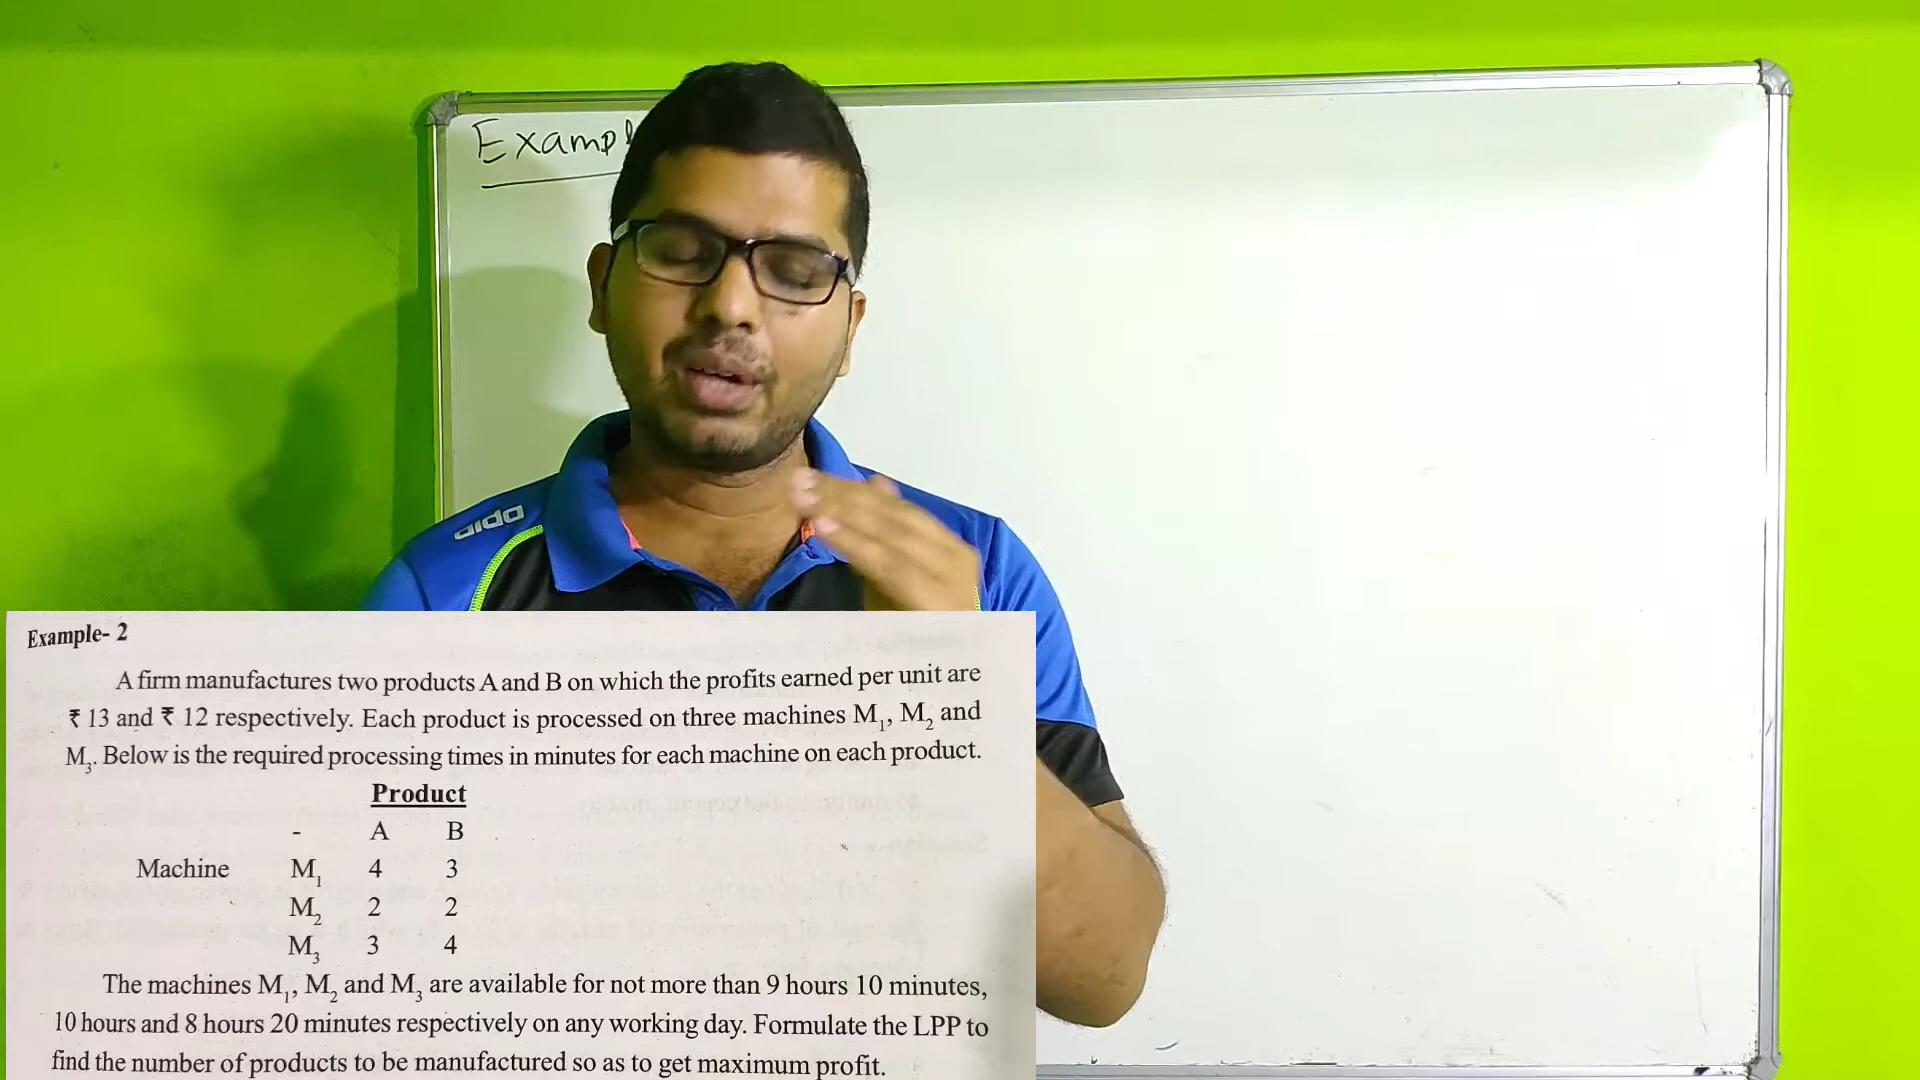 Exampl
oppo
Example- 2
A firm manufactures two products A and B on which the profits earned per unit are
₹ 13 and ₹ 12 respectively. Each product is processed on three machines M₁, M₂ and
M₃. Below is the required processing times in minutes for each machine on each product.
Product
- A B
Machine M₁ 4 3
M₂ 2 2
M₃ 3 4
The machines M₁, M₂ and M₃ are available for not more than 9 hours 10 minutes,
10 hours and 8 hours 20 minutes respectively on any working day. Formulate the LPP to
find the number of products to be manufactured so as to get maximum profit.